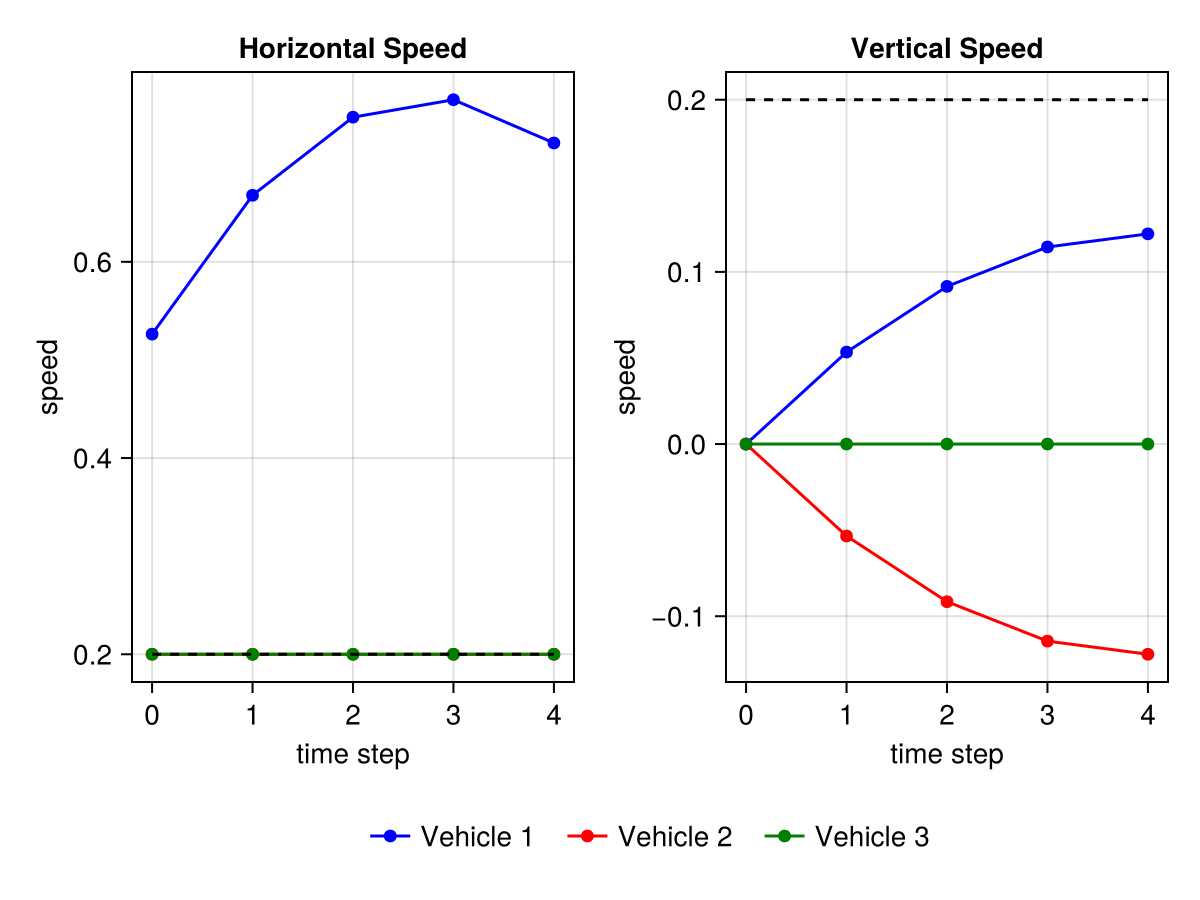 Horizontal Speed
speed
0.6
0.4
0.2
0 1 2 3 4
time step
Vertical Speed
speed
0.2
0.1
0.0
−0.1
0 1 2 3 4
time step
Vehicle 1 Vehicle 2 Vehicle 3